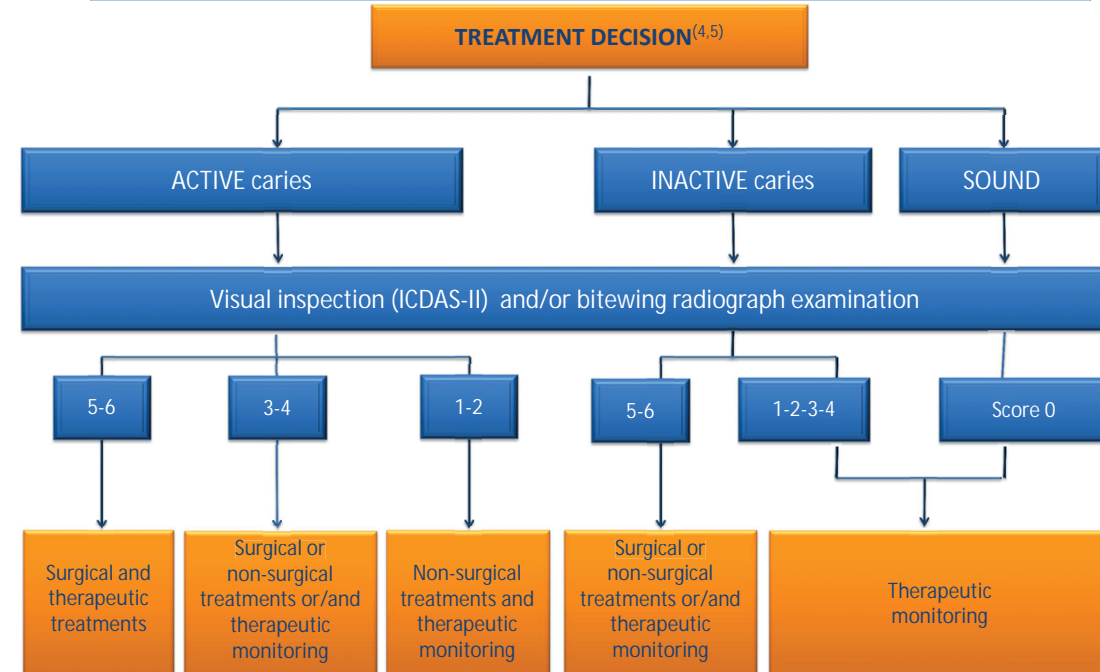 TREATMENT DECISION(4,5)
ACTIVE caries
INACTIVE caries
SOUND
Visual inspection (ICDAS-II) and/or bitewing radiograph examination
5-6
3-4
1-2
5-6
1-2-3-4
Score 0
Surgical and
therapeutic
treatments
Surgical or
non-surgical
treatments or/and
therapeutic
monitoring
Non-surgical
treatments and
therapeutic
monitoring
Surgical or
non-surgical
treatments or/and
therapeutic
monitoring
Therapeutic
monitoring